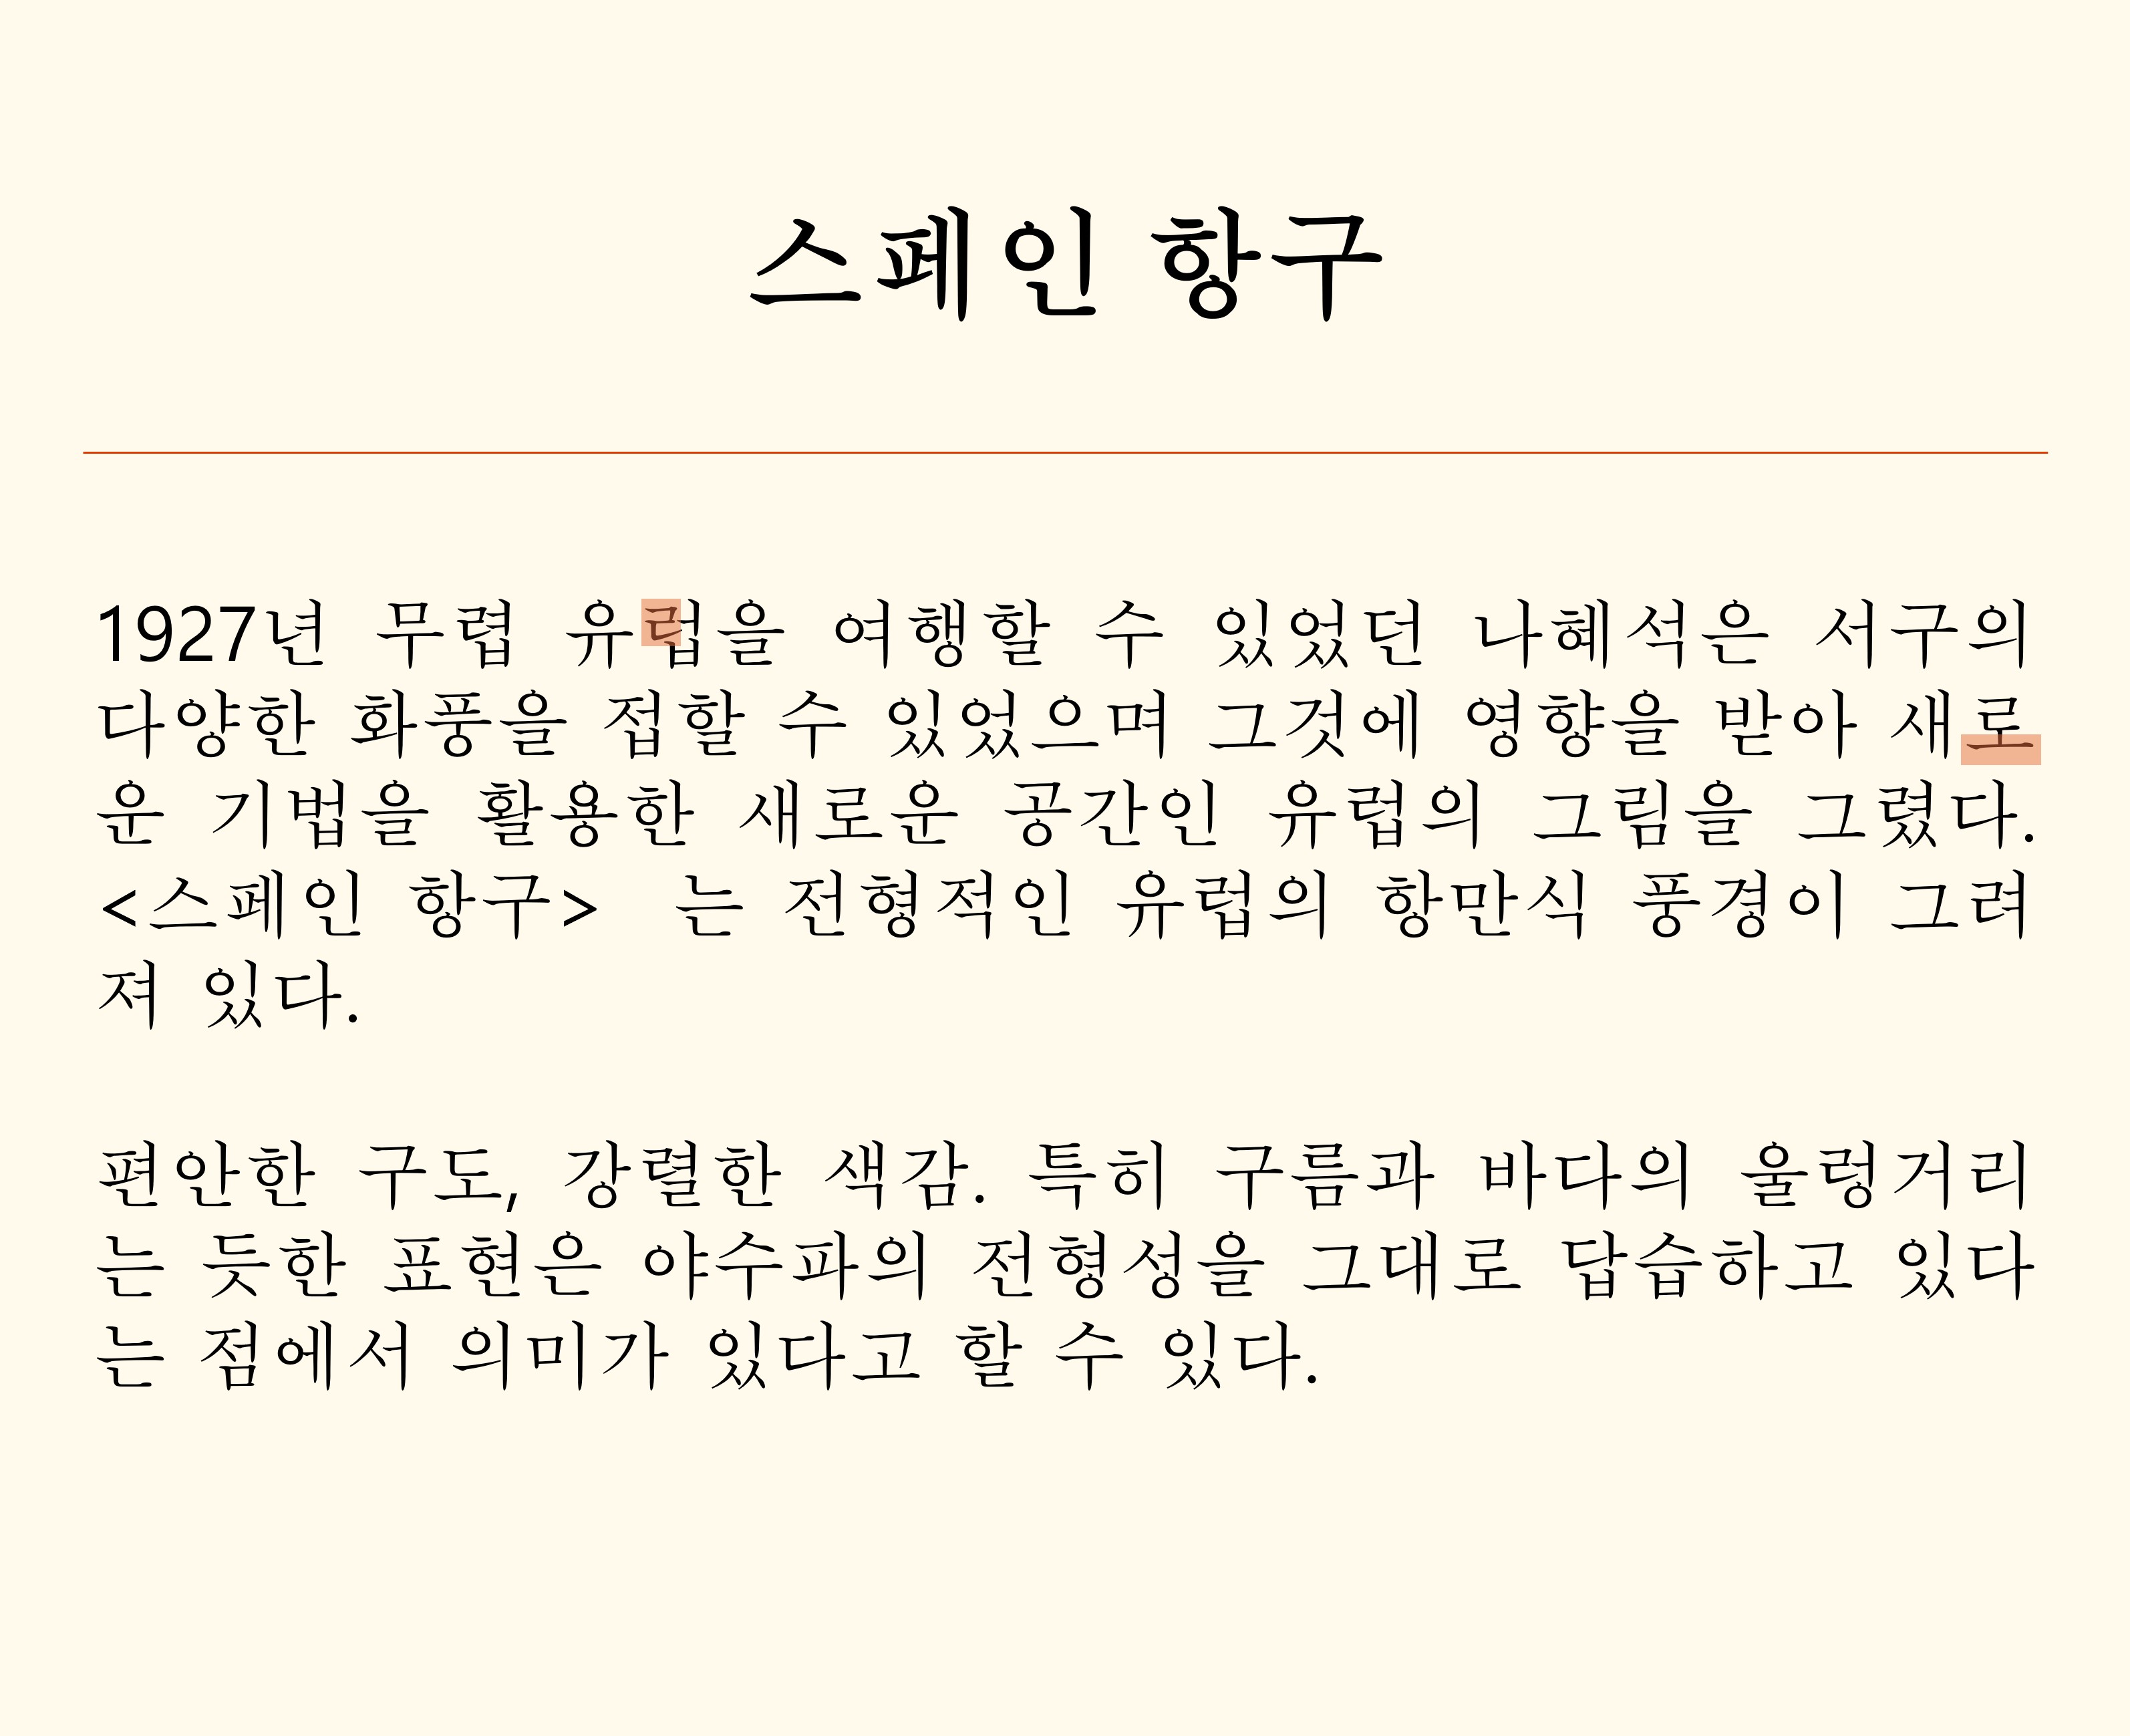 스페인 항구
1927년 무렵 유럽을 여행할 수 있었던 나혜석은 서구의
다양한 화풍을 접할 수 있었으며 그것에 영향을 받아 새로
운 기법을 활용한 새로운 공간인 유럽의 그림을 그렸다.
<스페인 항구> 는 전형적인 유럽의 항만식 풍경이 그려
져 있다.
편안한 구도, 강렬한 색감. 특히 구름과 바다의 울렁거리
는 듯한 표현은 야수파의 전형성을 그대로 답습하고 있다
는 점에서 의미가 있다고 할 수 있다.